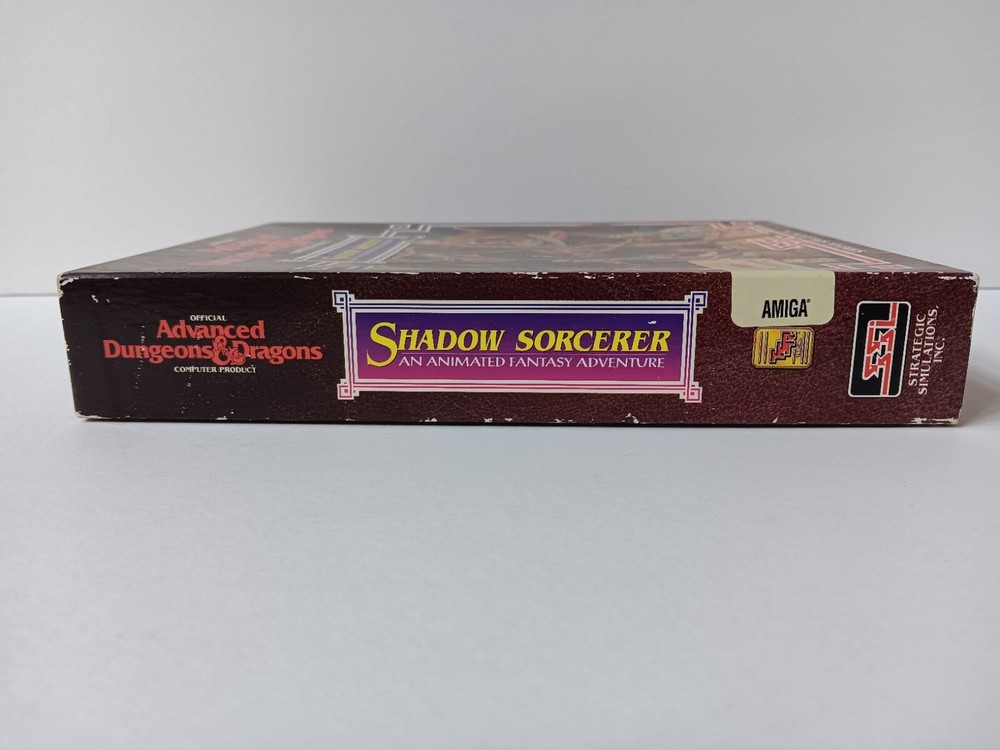 OFFICIAL
Advanced
Dungeons & Dragons
COMPUTER PRODUCT
SHADOW SORCERER
AN ANIMATED FANTASY ADVENTURE
AMIGA®
SSI
STRATEGIC
SIMULATIONS,
INC.